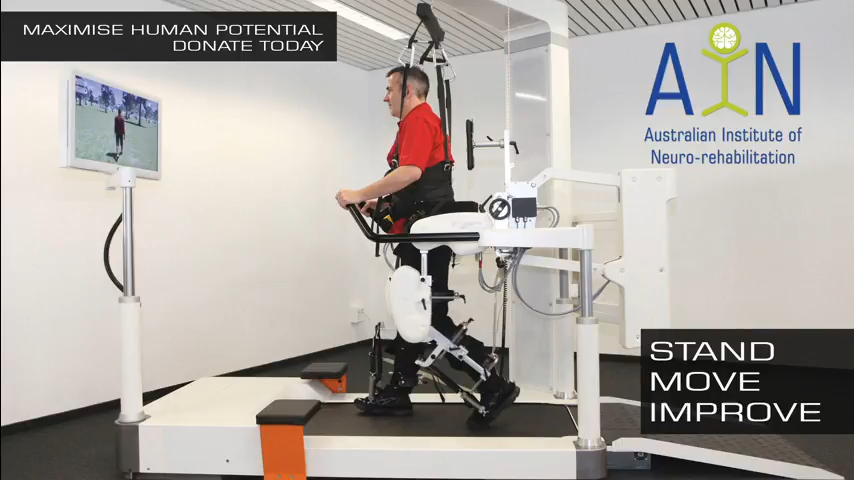 MAXIMISE HUMAN POTENTIAL
DONATE TODAY
AIN
Australian Institute of
Neuro-rehabilitation
STAND
MOVE
IMPROVE